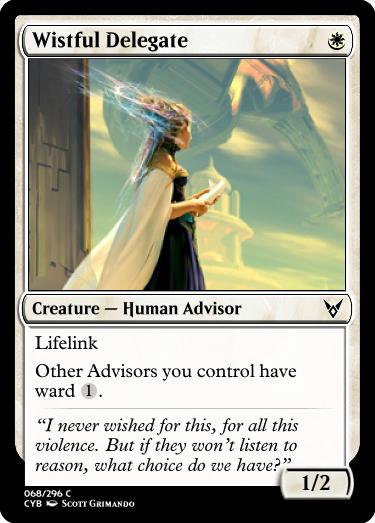 Wistful Delegate
Creature — Human Advisor
Lifelink
Other Advisors you control have
ward 1.
“I never wished for this, for all this
violence. But if they won’t listen to
reason, what choice do we have?”
1/2
068/296 C
CYB Scott Grimando